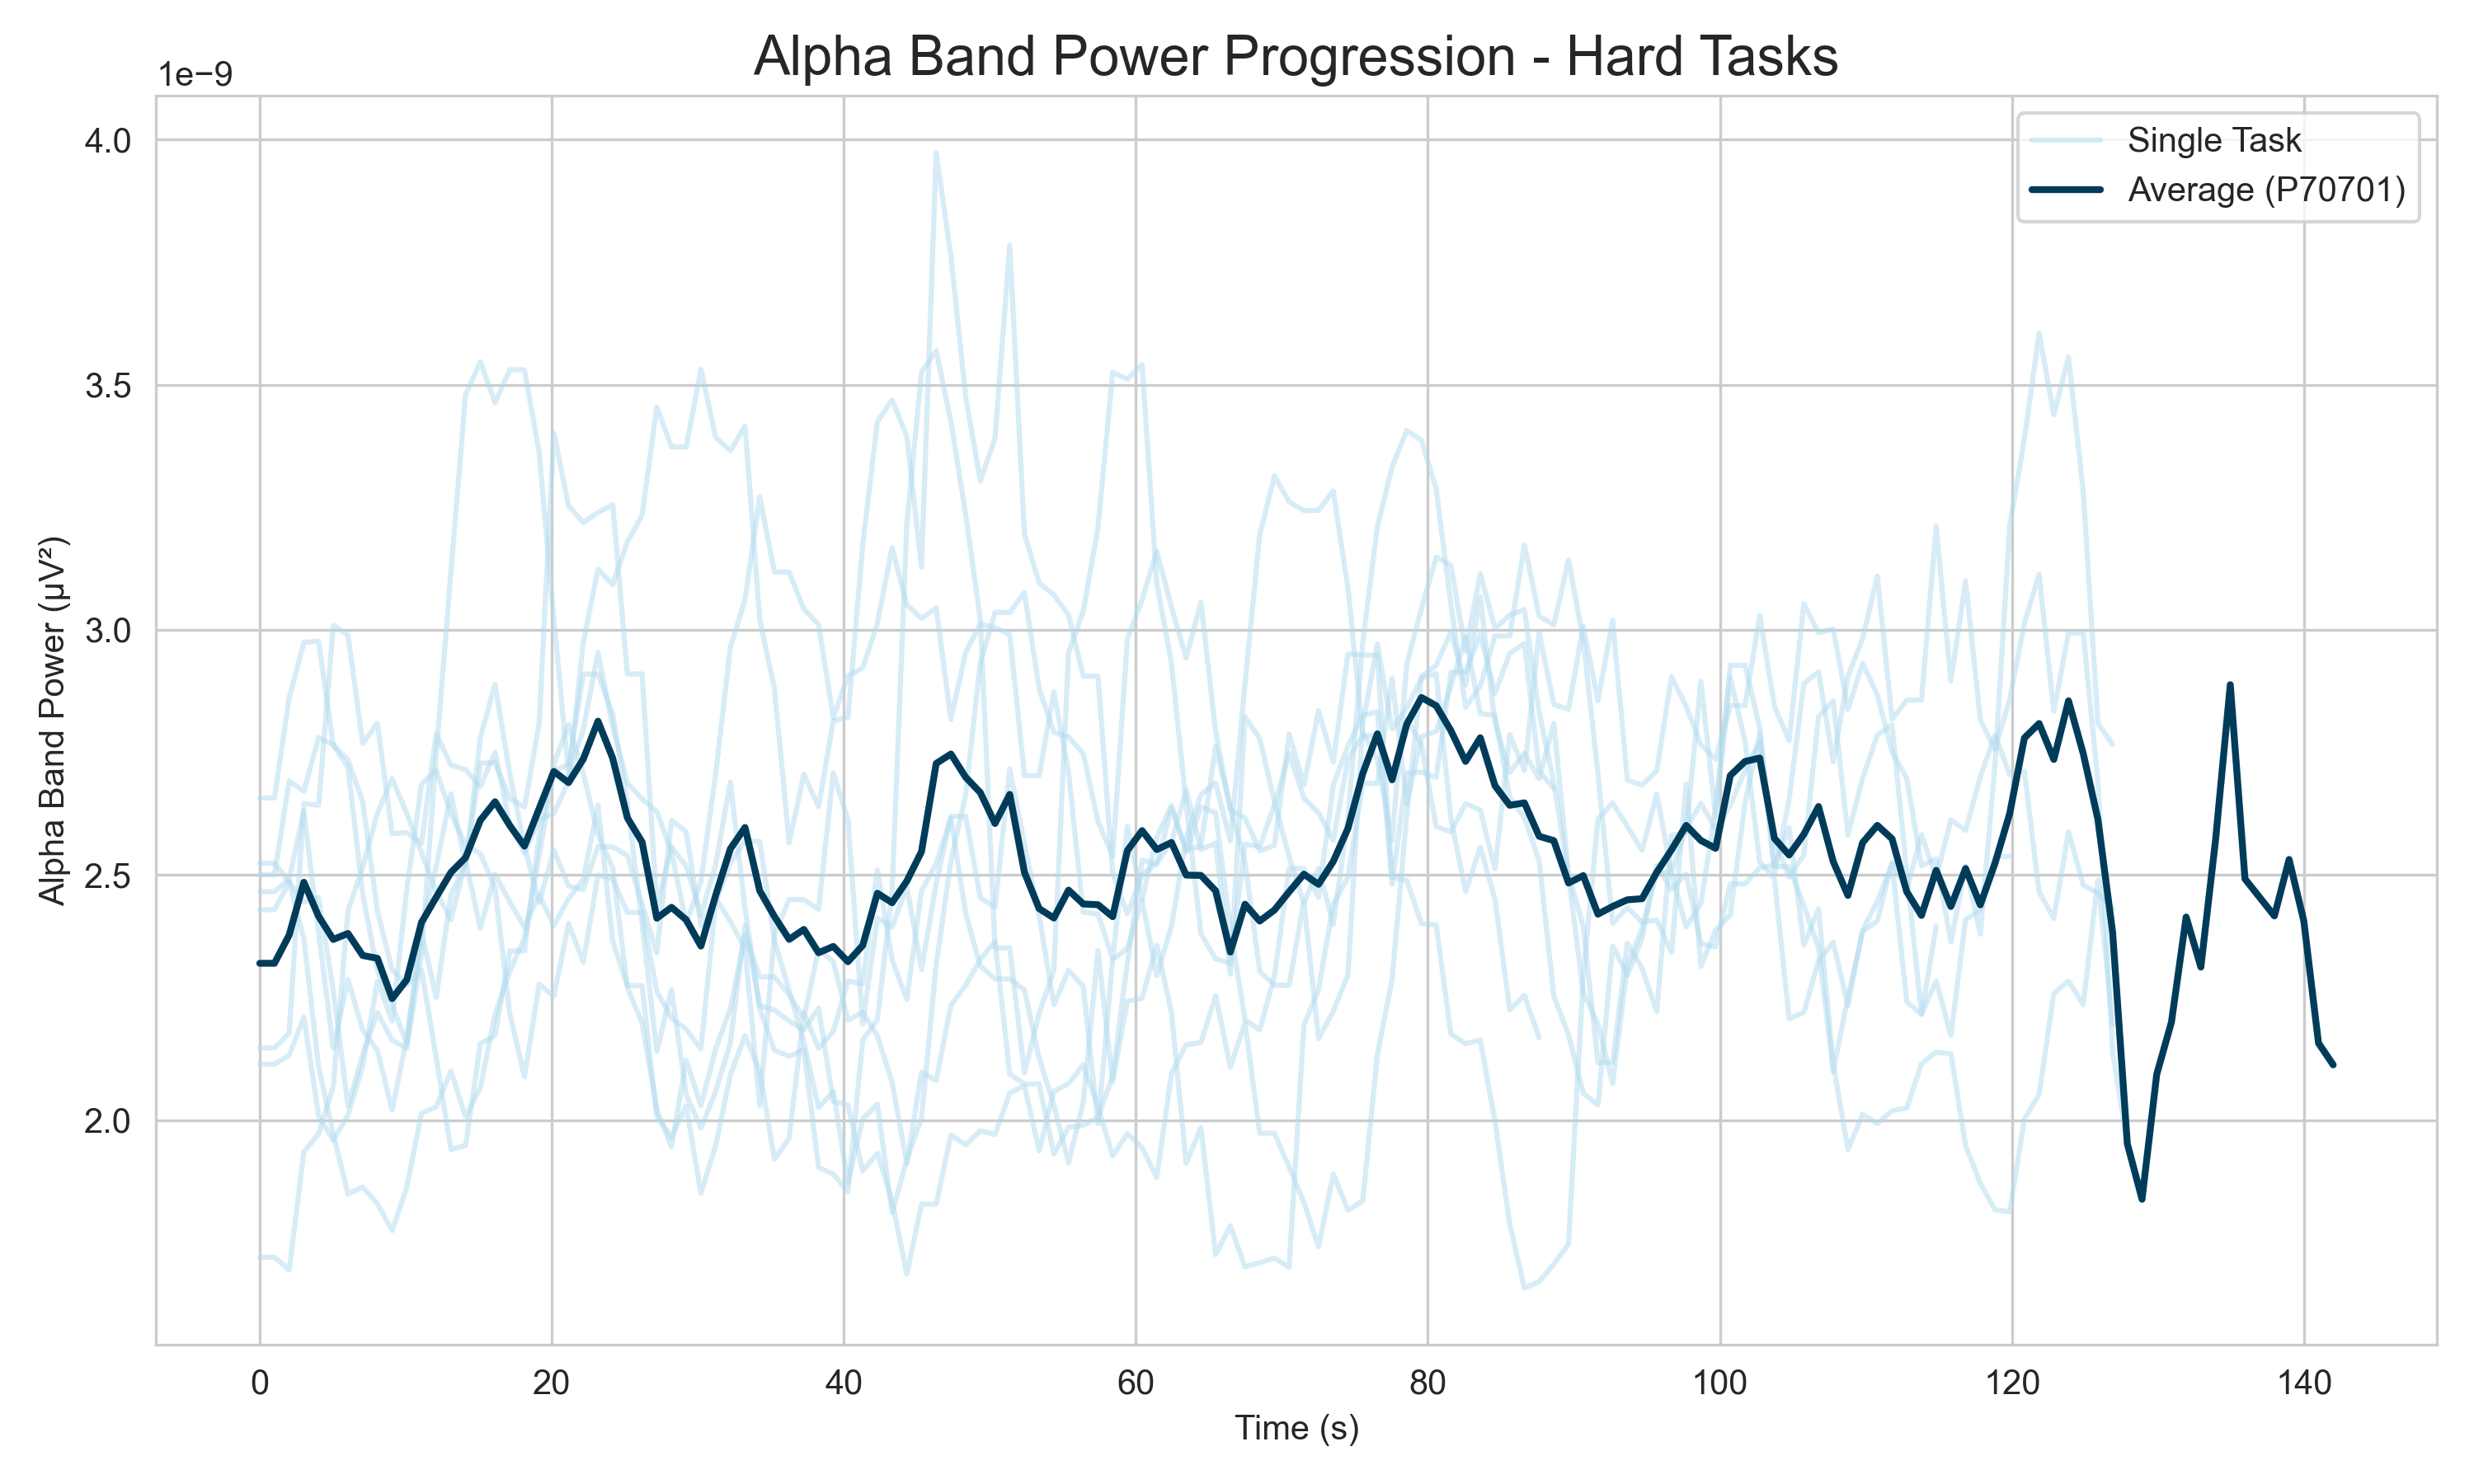 Alpha Band Power Progression - Hard Tasks
1e−9
Single Task
Average (P70701)
Alpha Band Power (µV²)
4.0
3.5
3.0
2.5
2.0
0 20 40 60 80 100 120 140
Time (s)